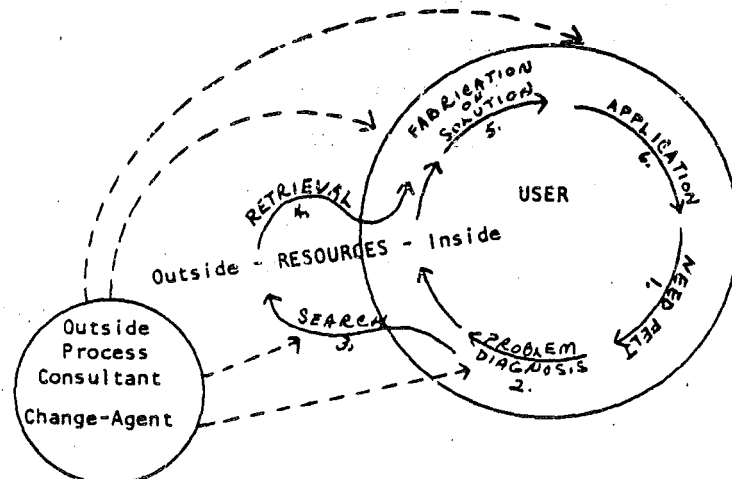 FABRICATION
OR
SOLUTION
5.
APPLICATION
6.
USER
RETRIEVAL
4.
Outside - RESOURCES - Inside
NEED FELT
1.
SEARCH
3.
PROBLEM
DIAGNOSIS
2.
Outside
Process
Consultant
Change-Agent